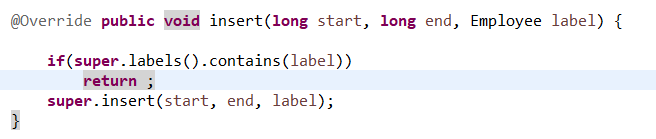 @Override public void insert(long start, long end, Employee label) {
if(super.labels().contains(label))
return ;
super.insert(start, end, label);
}